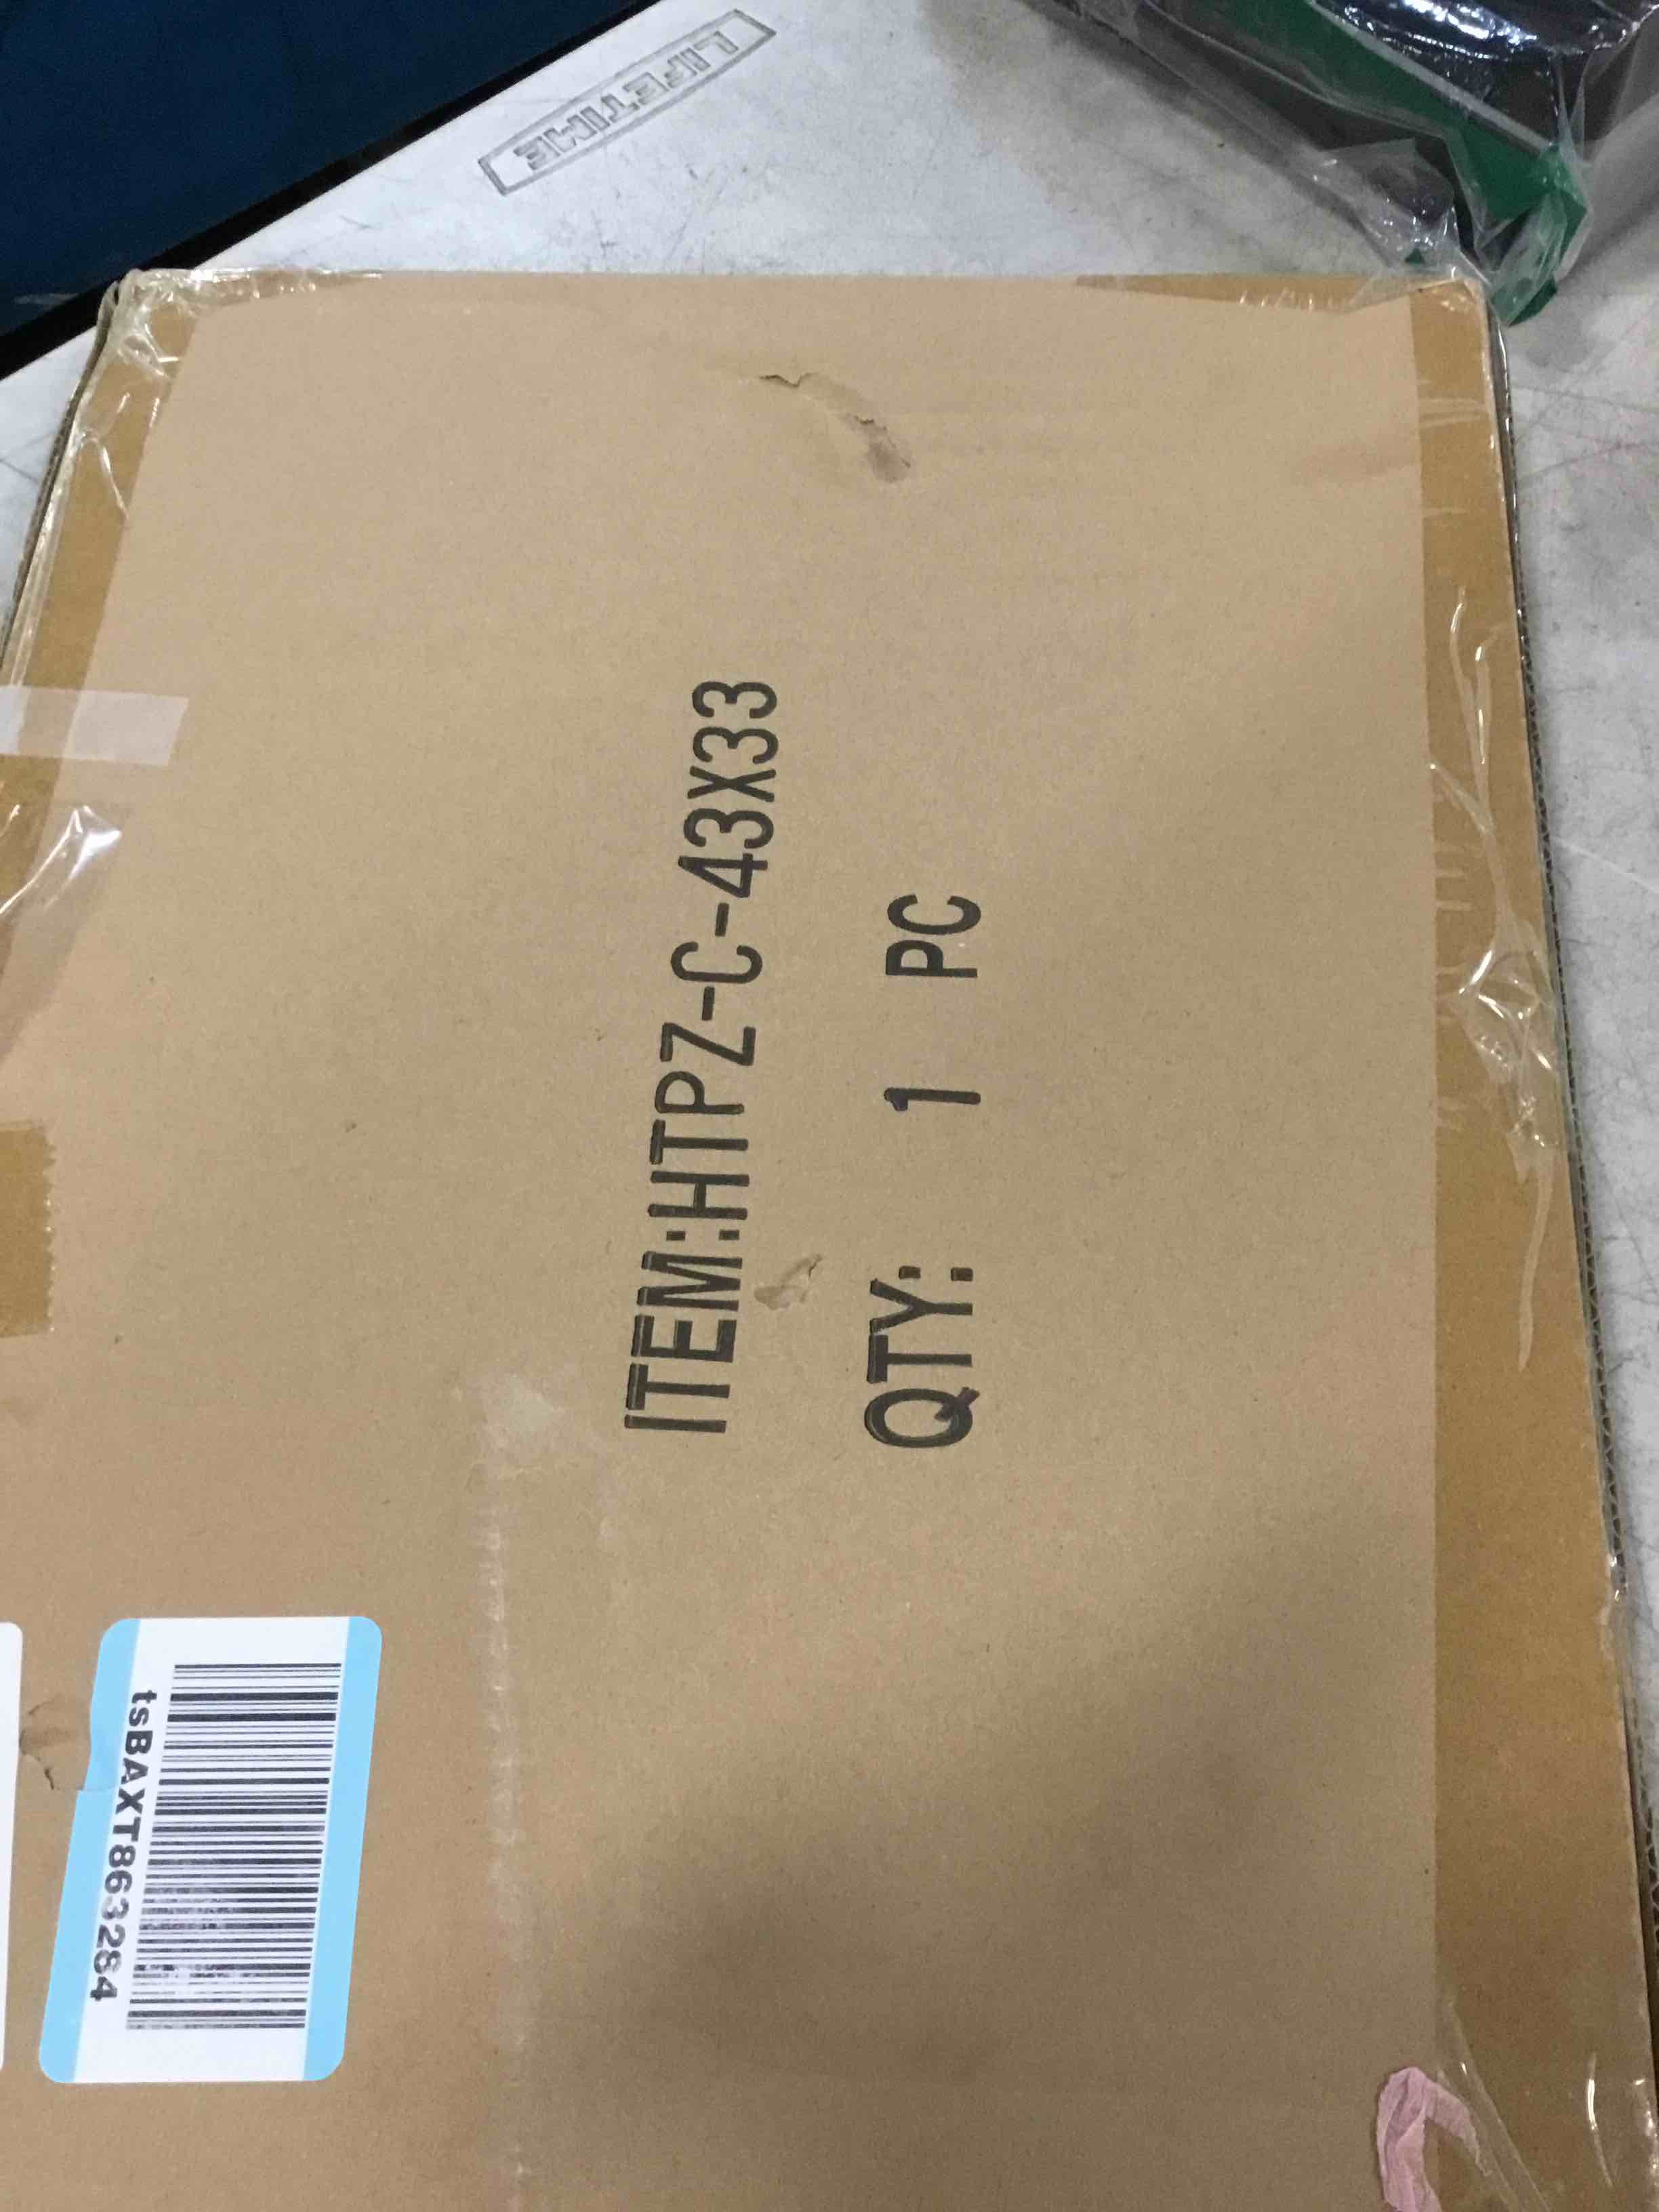 LIFETIME
ITEM:HTPZ-C-43X33
QTY: 1 PC
tsBAXT863284